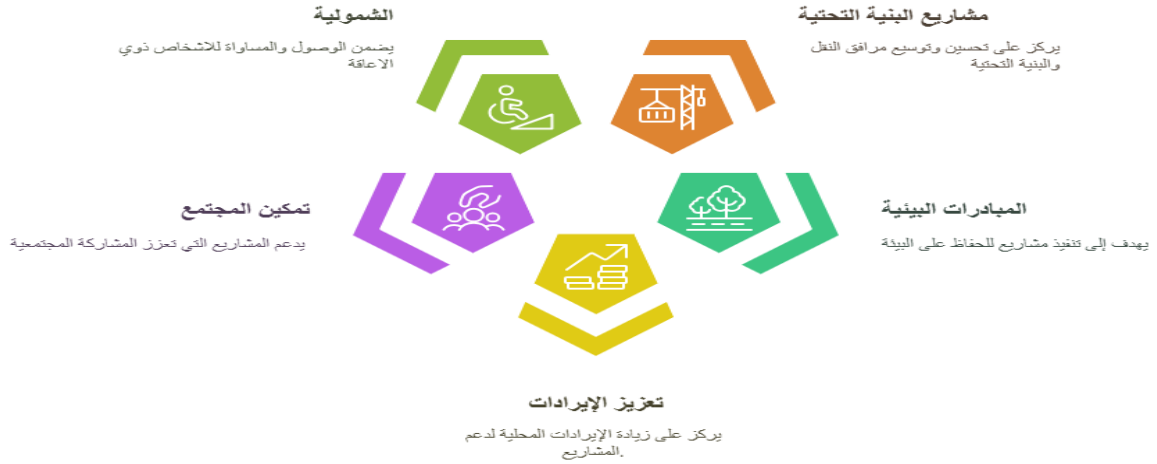 مشاريع البنية التحتية
يركز على تحسين وتوسيع مرافق النقل
والبنية التحتية
الشمولية
يضمن الوصول والمساواة للاشخاص ذوي
الاعاقة
المبادرات البيئية
يهدف إلى تنفيذ مشاريع للحفاظ على البيئة
تمكين المجتمع
يدعم المشاريع التي تعزز المشاركة المجتمعية
تعزيز الإيرادات
يركز على زيادة الإيرادات المحلية لدعم
.المشاريع